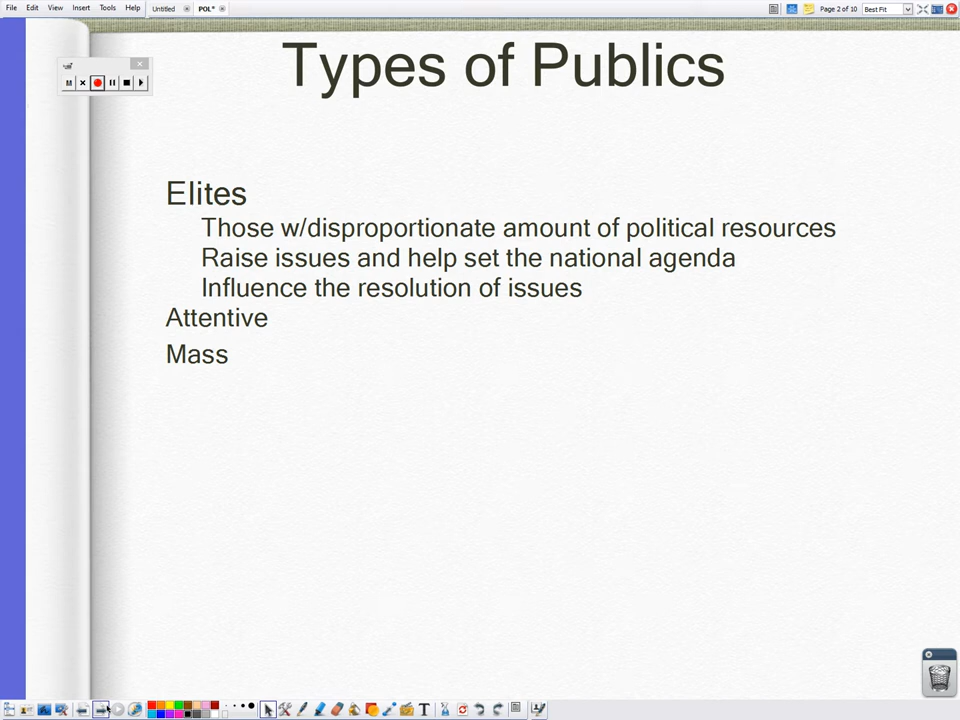 File Edit View Insert Tools Help Untitled POL* Page 2 of 10 Best Fit
Types of Publics
Elites
Those w/disproportionate amount of political resources
Raise issues and help set the national agenda
Influence the resolution of issues
Attentive
Mass